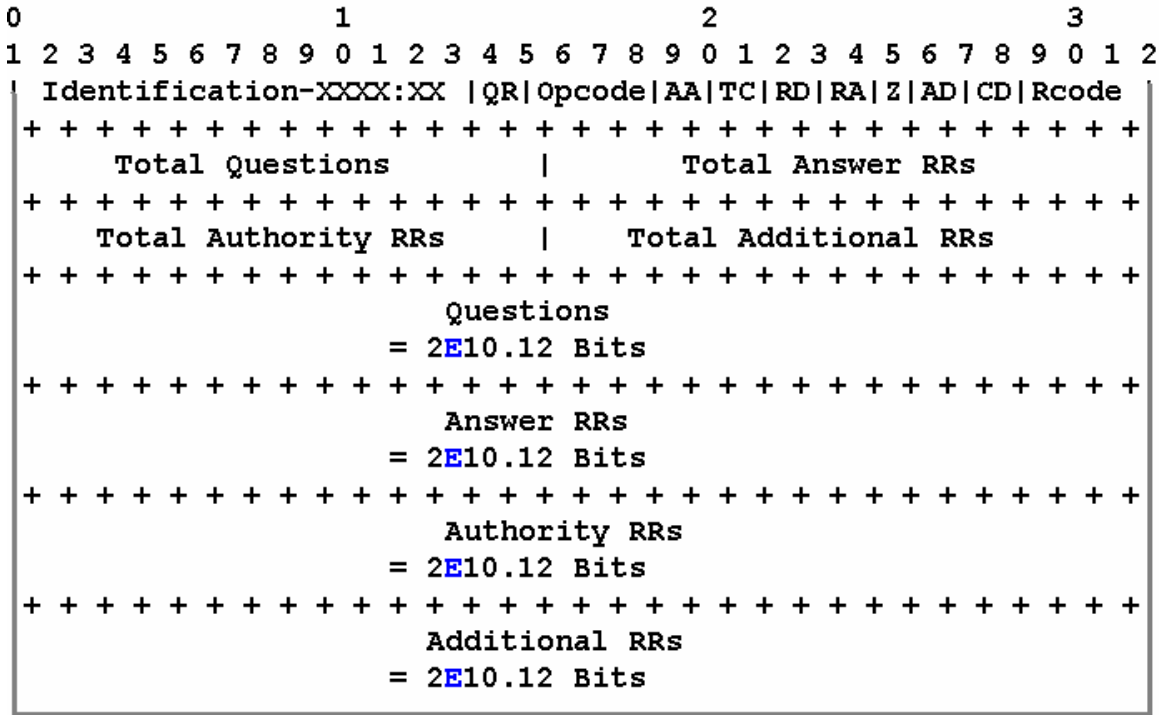 0 1 2 3
1 2 3 4 5 6 7 8 9 0 1 2 3 4 5 6 7 8 9 0 1 2 3 4 5 6 7 8 9 0 1 2
| Identification-XXXX:XX |QR|Opcode|AA|TC|RD|RA|Z|AD|CD|Rcode
+ + + + + + + + + + + + + + + + + + + + + + + + + + + + + + +
Total Questions | Total Answer RRs
+ + + + + + + + + + + + + + + + + + + + + + + + + + + + + + +
Total Authority RRs | Total Additional RRs
+ + + + + + + + + + + + + + + + + + + + + + + + + + + + + + +
Questions
= 2E10.12 Bits
+ + + + + + + + + + + + + + + + + + + + + + + + + + + + + + +
Answer RRs
= 2E10.12 Bits
+ + + + + + + + + + + + + + + + + + + + + + + + + + + + + + +
Authority RRs
= 2E10.12 Bits
+ + + + + + + + + + + + + + + + + + + + + + + + + + + + + + +
Additional RRs
= 2E10.12 Bits